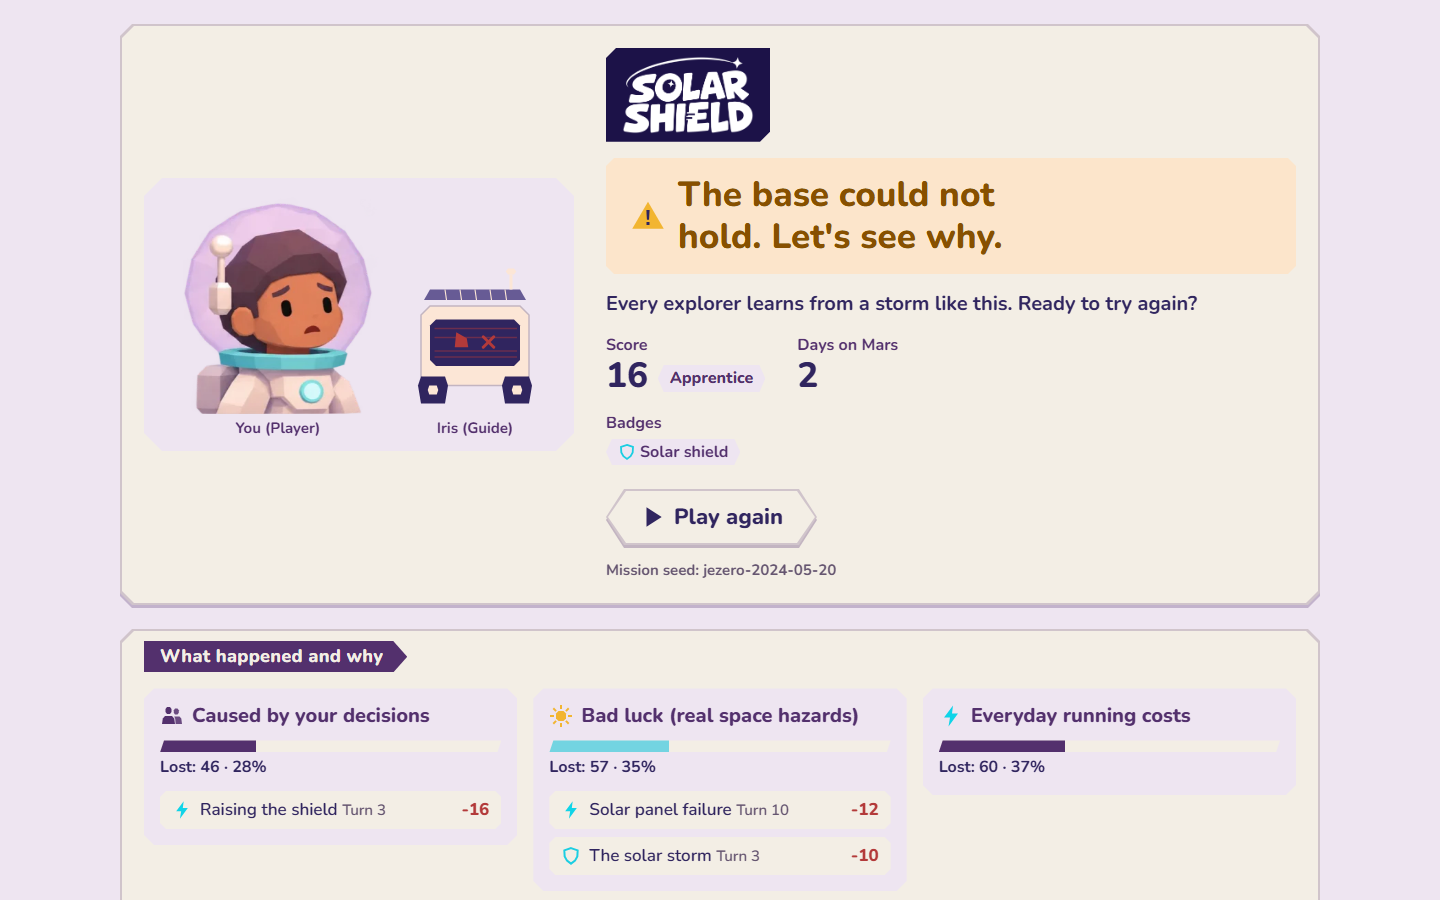 SOLAR
SHIELD
The base could not
hold. Let's see why.
Every explorer learns from a storm like this. Ready to try again?
Score
16 Apprentice
Days on Mars
2
Badges
Solar shield
Play again
Mission seed: jezero-2024-05-20
You (Player)
Iris (Guide)
What happened and why
Caused by your decisions
Lost: 46 · 28%
Raising the shield Turn 3 -16
Bad luck (real space hazards)
Lost: 57 · 35%
Solar panel failure Turn 10 -12
The solar storm Turn 3 -10
Everyday running costs
Lost: 60 · 37%